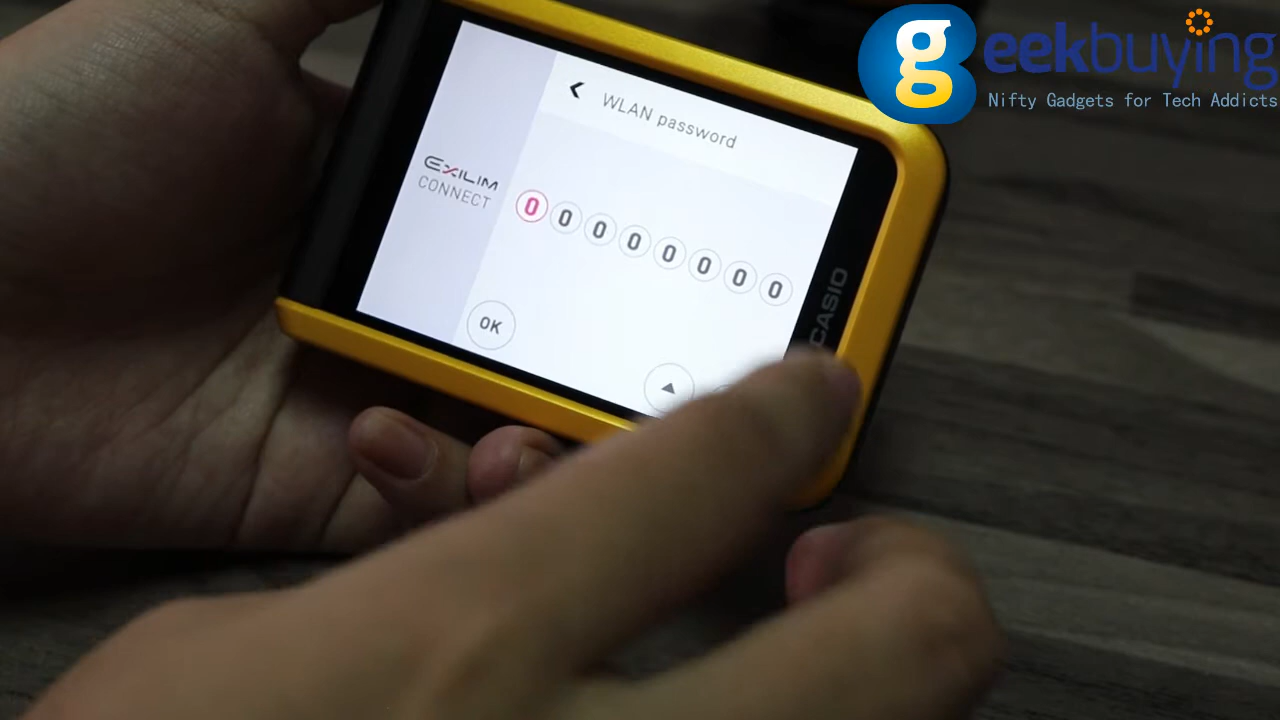 geekbuying
Nifty Gadgets for Tech Addicts
WLAN password
EXILIM
CONNECT
0 0 0 0 0 0 0 0
OK
CASIO